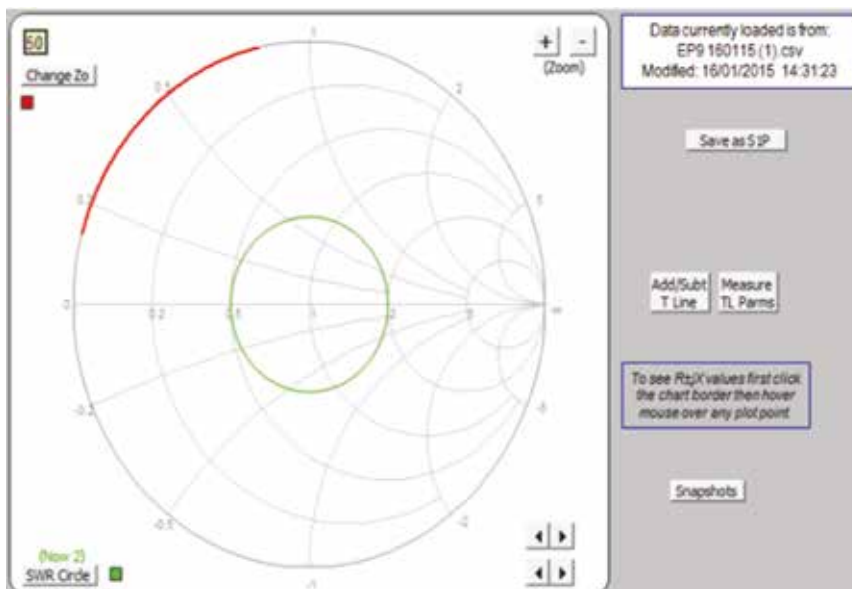 50
Change Zo
+ -
(Zoom)
1
0.5
2
0.2
5
0
0.2
0.5
1
2
5
∞
-0.2
-5
-0.5
-2
-1
(Now 2)
SWR Circle
Data currently loaded is from:
EP9 160115 (1).csv
Modified: 16/01/2015 14:31:23
Save as S1P
Add/Subt
T Line
Measure
TL Parms
To see R±jX values first click
the chart border then hover
mouse over any plot point
Snapshots